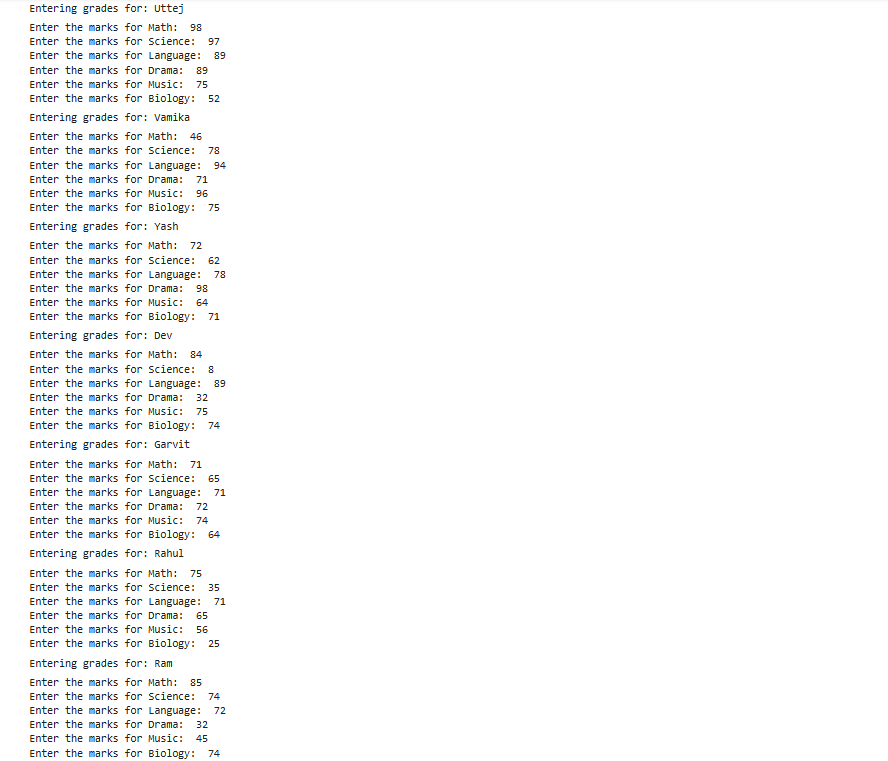 Entering grades for: Uttej
Enter the marks for Math:  98
Enter the marks for Science:  97
Enter the marks for Language:  89
Enter the marks for Drama:  89
Enter the marks for Music:  75
Enter the marks for Biology:  52
Entering grades for: Vamika
Enter the marks for Math:  46
Enter the marks for Science:  78
Enter the marks for Language:  94
Enter the marks for Drama:  71
Enter the marks for Music:  96
Enter the marks for Biology:  75
Entering grades for: Yash
Enter the marks for Math:  72
Enter the marks for Science:  62
Enter the marks for Language:  78
Enter the marks for Drama:  98
Enter the marks for Music:  64
Enter the marks for Biology:  71
Entering grades for: Dev
Enter the marks for Math:  84
Enter the marks for Science:  8
Enter the marks for Language:  89
Enter the marks for Drama:  32
Enter the marks for Music:  75
Enter the marks for Biology:  74
Entering grades for: Garvit
Enter the marks for Math:  71
Enter the marks for Science:  65
Enter the marks for Language:  71
Enter the marks for Drama:  72
Enter the marks for Music:  74
Enter the marks for Biology:  64
Entering grades for: Rahul
Enter the marks for Math:  75
Enter the marks for Science:  35
Enter the marks for Language:  71
Enter the marks for Drama:  65
Enter the marks for Music:  56
Enter the marks for Biology:  25
Entering grades for: Ram
Enter the marks for Math:  85
Enter the marks for Science:  74
Enter the marks for Language:  72
Enter the marks for Drama:  32
Enter the marks for Music:  45
Enter the marks for Biology:  74